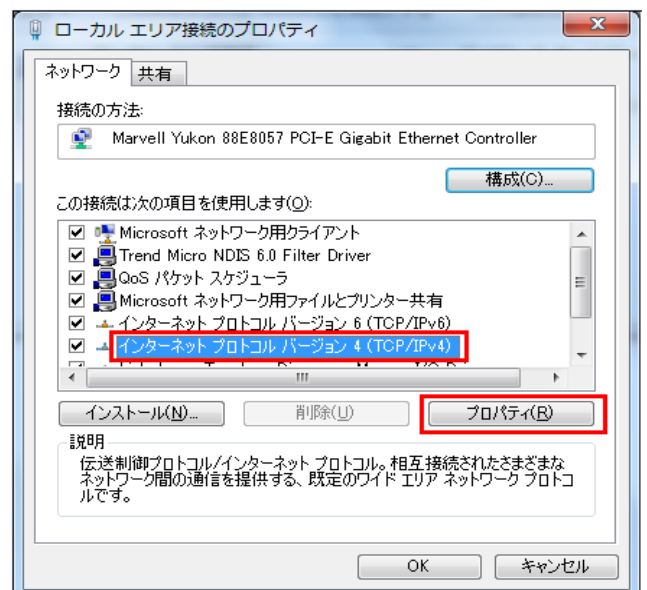 ローカル エリア接続のプロパティ
ネットワーク 共有
接続の方法:
Marvell Yukon 88E8057 PCI-E Gigabit Ethernet Controller
構成(C)...
この接続は次の項目を使用します(O):
Microsoft ネットワーク用クライアント
Trend Micro NDIS 6.0 Filter Driver
QoS パケット スケジューラ
Microsoft ネットワーク用ファイルとプリンター共有
インターネット プロトコル バージョン 6 (TCP/IPv6)
インターネット プロトコル バージョン 4 (TCP/IPv4)
インストール(N)... 削除(U) プロパティ(R)
説明
伝送制御プロトコル/インターネット プロトコル。相互接続されたさまざまな
ネットワーク間の通信を提供する、既定のワイド エリア ネットワーク プロトコ
ルです。
OK キャンセル